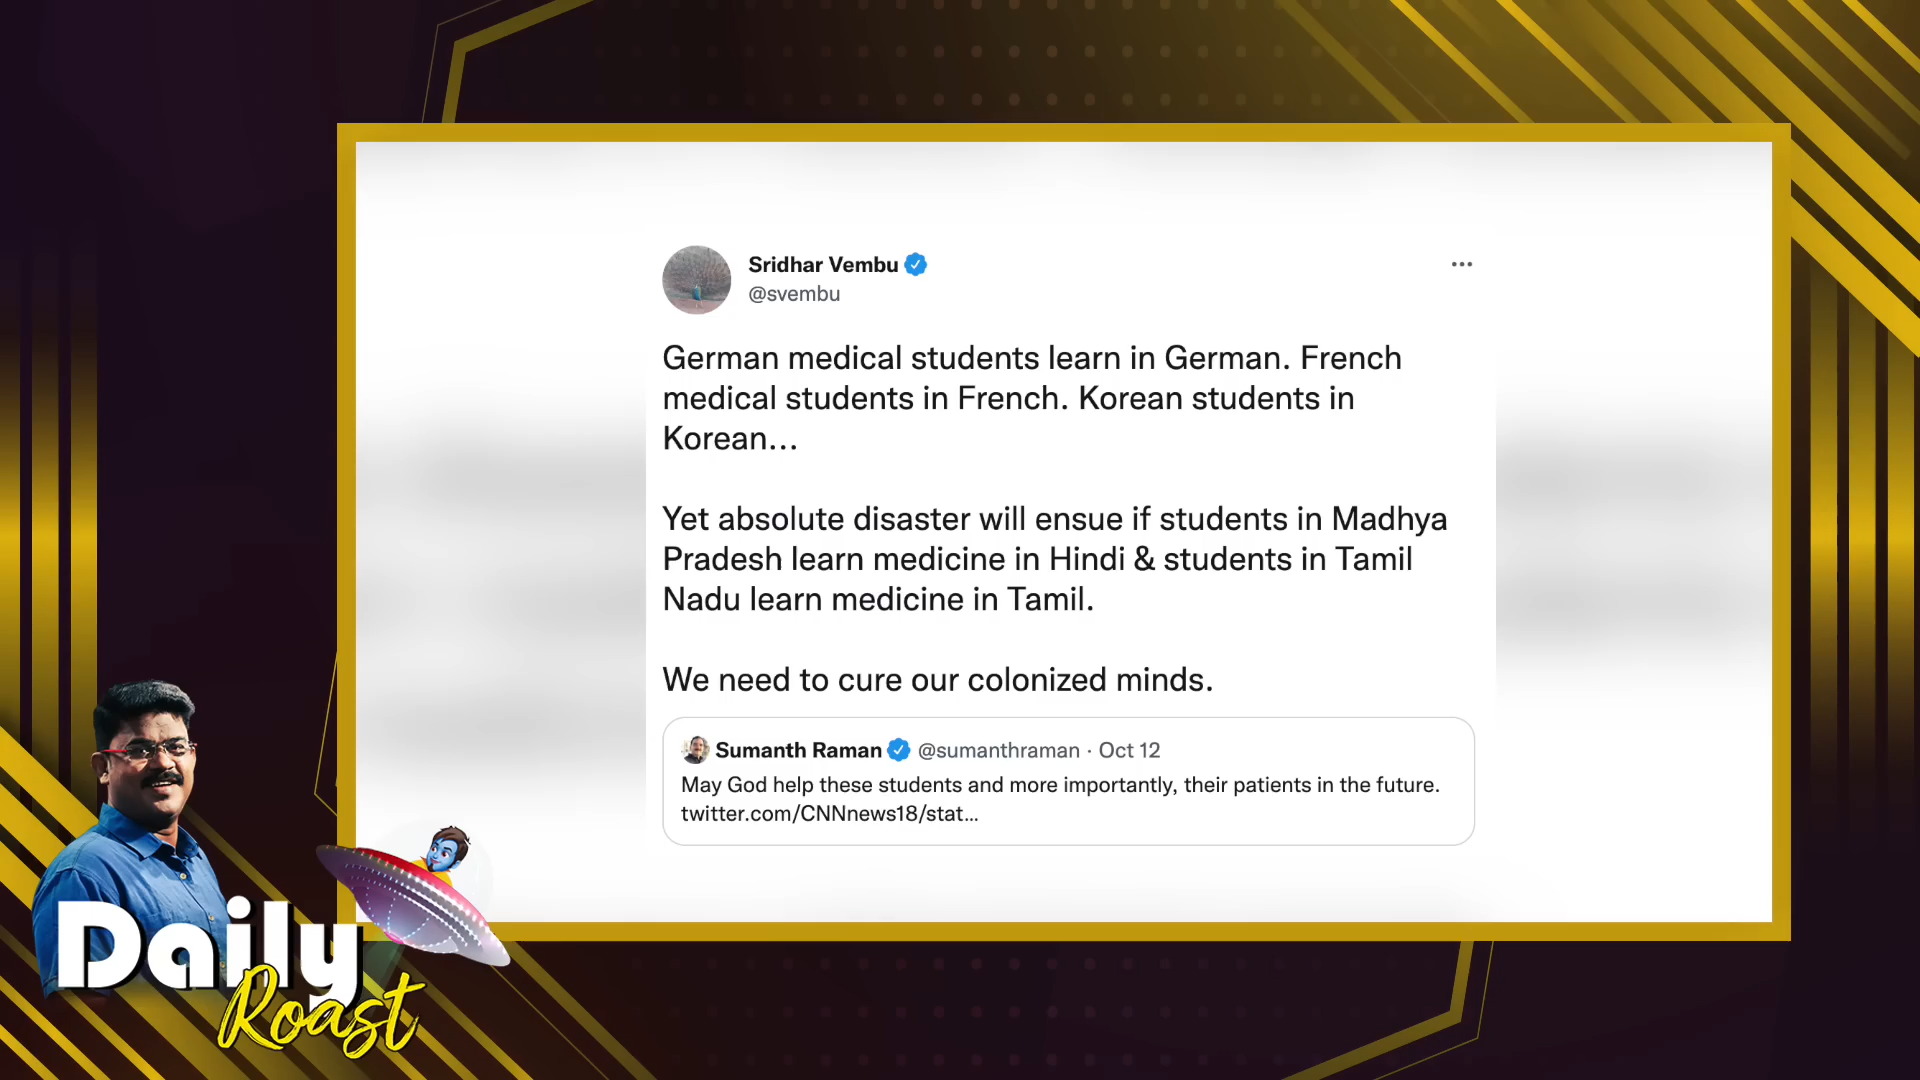 Sridhar Vembu
@svembu
German medical students learn in German. French
medical students in French. Korean students in
Korean...
Yet absolute disaster will ensue if students in Madhya
Pradesh learn medicine in Hindi & students in Tamil
Nadu learn medicine in Tamil.
We need to cure our colonized minds.
Sumanth Raman @sumanthraman · Oct 12
May God help these students and more importantly, their patients in the future.
twitter.com/CNNnews18/stat...
Daily
Roast